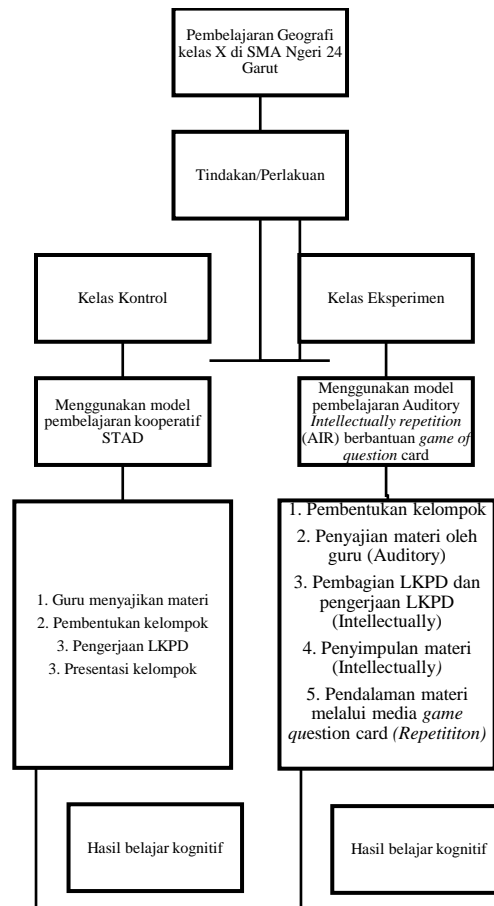 Pembelajaran Geografi
kelas X di SMA Ngeri 24
Garut
Tindakan/Perlakuan
Kelas Kontrol
Kelas Eksperimen
Menggunakan model
pembelajaran kooperatif
STAD
Menggunakan model
pembelajaran Auditory
Intellectually repetition
(AIR) berbantuan game of
question card
1. Guru menyajikan materi
2. Pembentukan kelompok
3. Pengerjaan LKPD
3. Presentasi kelompok
1. Pembentukan kelompok
2. Penyajian materi oleh
guru (Auditory)
3. Pembagian LKPD dan
pengerjaan LKPD
(Intellectually)
4. Penyimpulan materi
(Intellectually)
5. Pendalaman materi
melalui media game
question card (Repetititon)
Hasil belajar kognitif
Hasil belajar kognitif